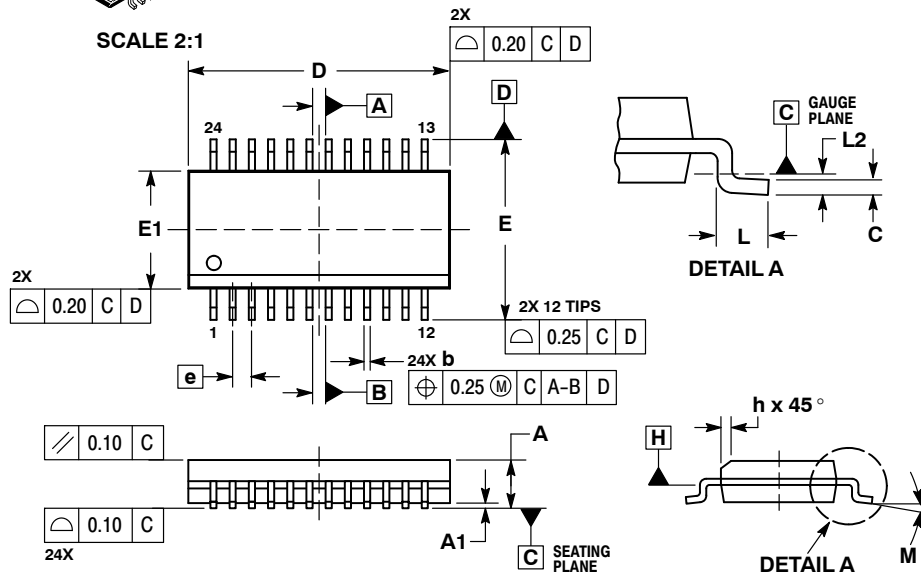 SCALE 2:1
2X
⌓ 0.20 C D
D
A
D
24
13
C GAUGE
PLANE
L2
E1
E
L
C
DETAIL A
2X
⌓ 0.20 C D
1
12
2X 12 TIPS
⌓ 0.25 C D
e
24X b
B
⌖ 0.25 Ⓜ C A-B D
h x 45°
H
⫽ 0.10 C
A
⌓ 0.10 C
24X
A1
C SEATING
PLANE
DETAIL A
M